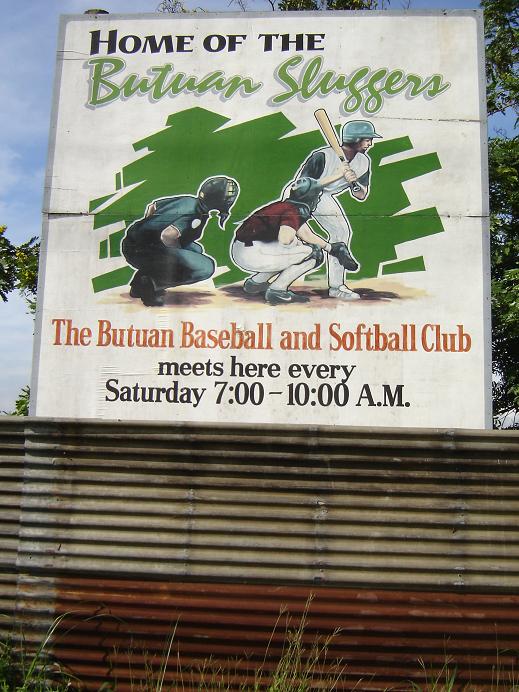 HOME OF THE
Butuan Sluggers
The Butuan Baseball and Softball Club
meets here every
Saturday 7:00 - 10:00 A.M.